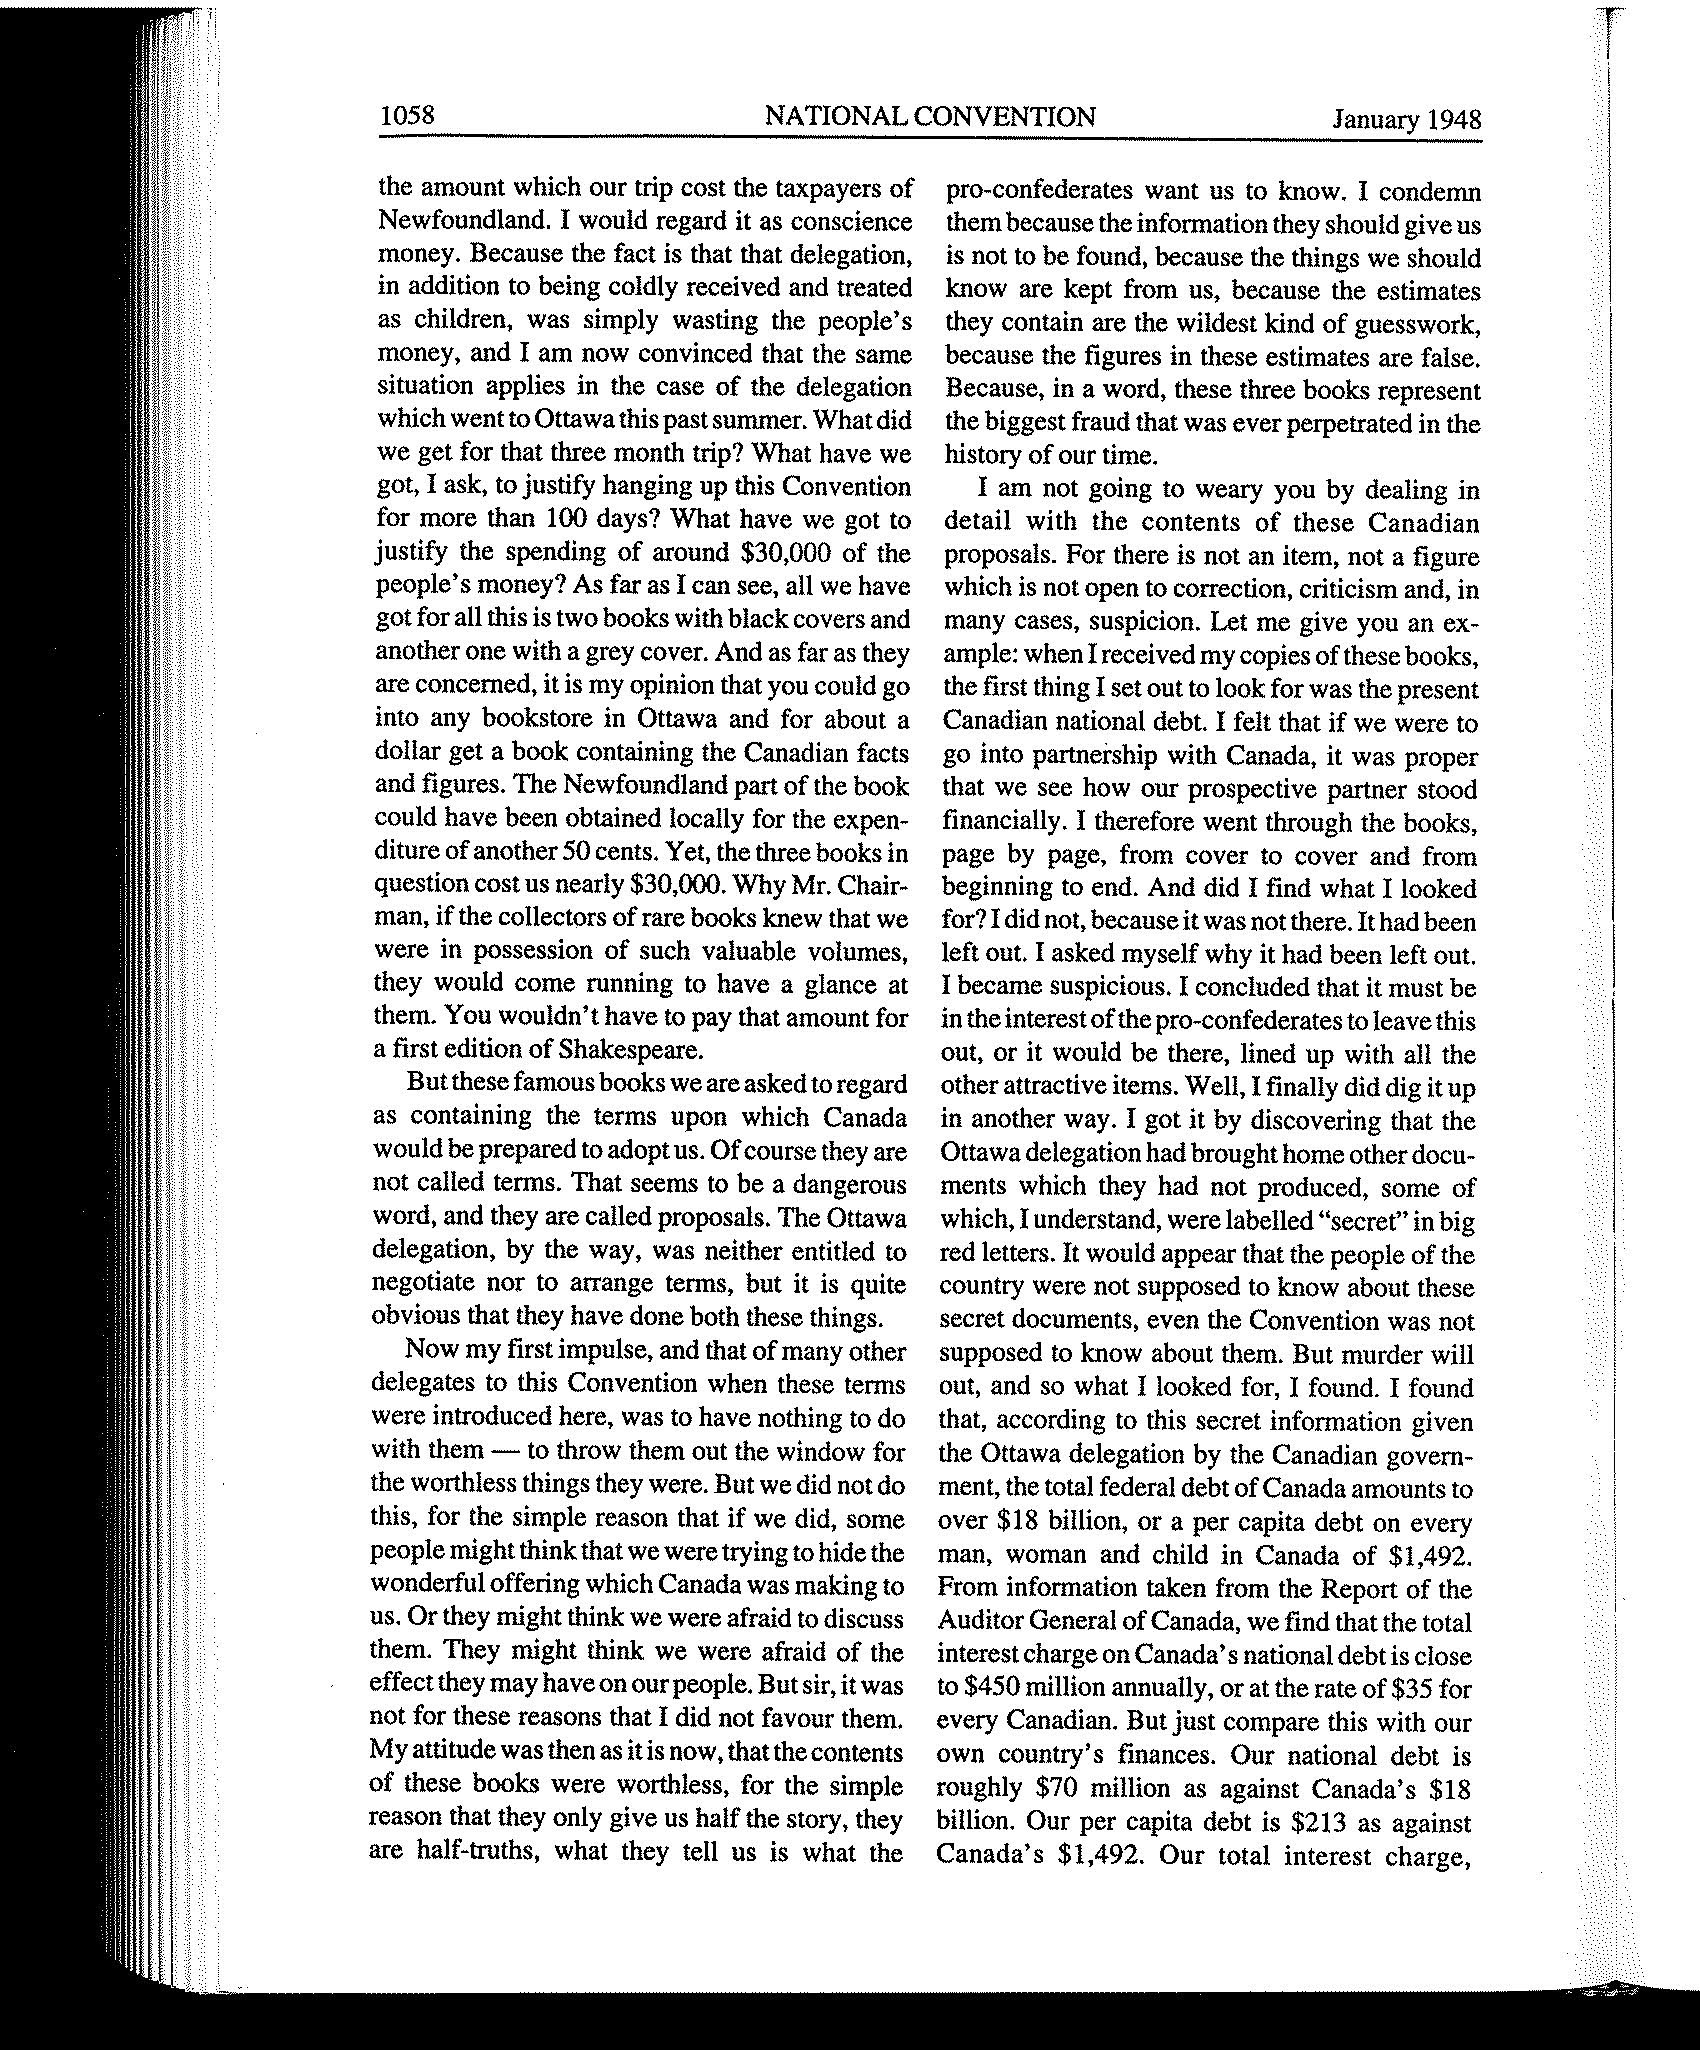 1058
NATIONAL CONVENTION
January 1948
the amount which our trip cost the taxpayers of
Newfoundland. I would regard it as conscience
money. Because the fact is that that delegation,
in addition to being coldly received and treated
as children, was simply wasting the people's
money, and I am now convinced that the same
situation applies in the case of the delegation
which went to Ottawa this past summer. What did
we get for that three month trip? What have we
got, I ask, to justify hanging up this Convention
for more than 100 days? What have we got to
justify the spending of around $30,000 of the
people's money? As far as I can see, all we have
got for all this is two books with black covers and
another one with a grey cover. And as far as they
are concerned, it is my opinion that you could go
into any bookstore in Ottawa and for about a
dollar get a book containing the Canadian facts
and figures. The Newfoundland part of the book
could have been obtained locally for the expen-
diture of another 50 cents. Yet, the three books in
question cost us nearly $30,000. Why Mr. Chair-
man, if the collectors of rare books knew that we
were in possession of such valuable volumes,
they would come running to have a glance at
them. You wouldn't have to pay that amount for
a first edition of Shakespeare.
But these famous books we are asked to regard
as containing the terms upon which Canada
would be prepared to adopt us. Of course they are
not called terms. That seems to be a dangerous
word, and they are called proposals. The Ottawa
delegation, by the way, was neither entitled to
negotiate nor to arrange terms, but it is quite
obvious that they have done both these things.
Now my first impulse, and that of many other
delegates to this Convention when these terms
were introduced here, was to have nothing to do
with them — to throw them out the window for
the worthless things they were. But we did not do
this, for the simple reason that if we did, some
people might think that we were trying to hide the
wonderful offering which Canada was making to
us. Or they might think we were afraid to discuss
them. They might think we were afraid of the
effect they may have on our people. But sir, it was
not for these reasons that I did not favour them.
My attitude was then as it is now, that the contents
of these books were worthless, for the simple
reason that they only give us half the story, they
are half-truths, what they tell us is what the
pro-confederates want us to know. I condemn
them because the information they should give us
is not to be found, because the things we should
know are kept from us, because the estimates
they contain are the wildest kind of guesswork,
because the figures in these estimates are false.
Because, in a word, these three books represent
the biggest fraud that was ever perpetrated in the
history of our time.
I am not going to weary you by dealing in
detail with the contents of these Canadian
proposals. For there is not an item, not a figure
which is not open to correction, criticism and, in
many cases, suspicion. Let me give you an ex-
ample: when I received my copies of these books,
the first thing I set out to look for was the present
Canadian national debt. I felt that if we were to
go into partnership with Canada, it was proper
that we see how our prospective partner stood
financially. I therefore went through the books,
page by page, from cover to cover and from
beginning to end. And did I find what I looked
for? I did not, because it was not there. It had been
left out. I asked myself why it had been left out.
I became suspicious. I concluded that it must be
in the interest of the pro-confederates to leave this
out, or it would be there, lined up with all the
other attractive items. Well, I finally did dig it up
in another way. I got it by discovering that the
Ottawa delegation had brought home other docu-
ments which they had not produced, some of
which, I understand, were labelled "secret" in big
red letters. It would appear that the people of the
country were not supposed to know about these
secret documents, even the Convention was not
supposed to know about them. But murder will
out, and so what I looked for, I found. I found
that, according to this secret information given
the Ottawa delegation by the Canadian govern-
ment, the total federal debt of Canada amounts to
over $18 billion, or a per capita debt on every
man, woman and child in Canada of $1,492.
From information taken from the Report of the
Auditor General of Canada, we find that the total
interest charge on Canada's national debt is close
to $450 million annually, or at the rate of $35 for
every Canadian. But just compare this with our
own country's finances. Our national debt is
roughly $70 million as against Canada's $18
billion. Our per capita debt is $213 as against
Canada's $1,492. Our total interest charge,